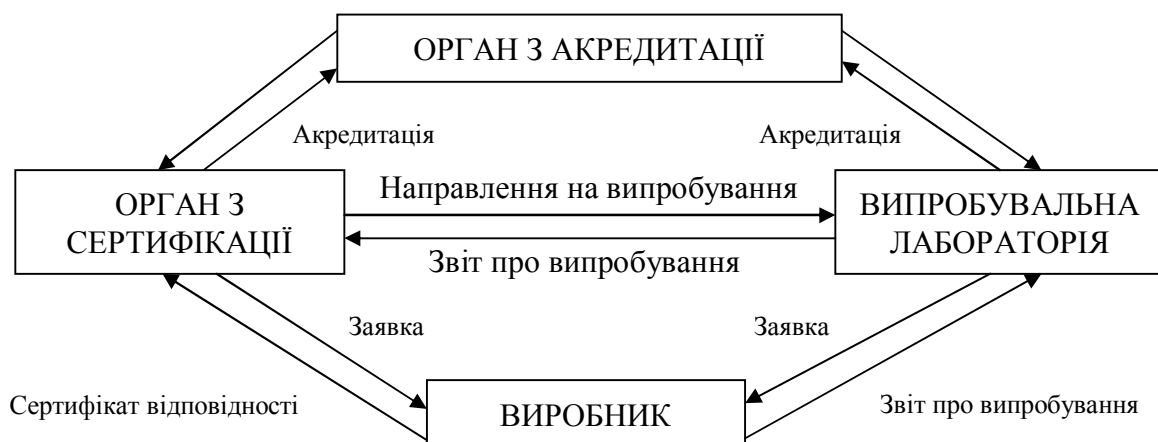 ОРГАН З АКРЕДИТАЦІЇ
Акредитація
Акредитація
ОРГАН З
СЕРТИФІКАЦІЇ
Направлення на випробування
Звіт про випробування
ВИПРОБУВАЛЬНА
ЛАБОРАТОРІЯ
Заявка
Заявка
Сертифікат відповідності
ВИРОБНИК
Звіт про випробування